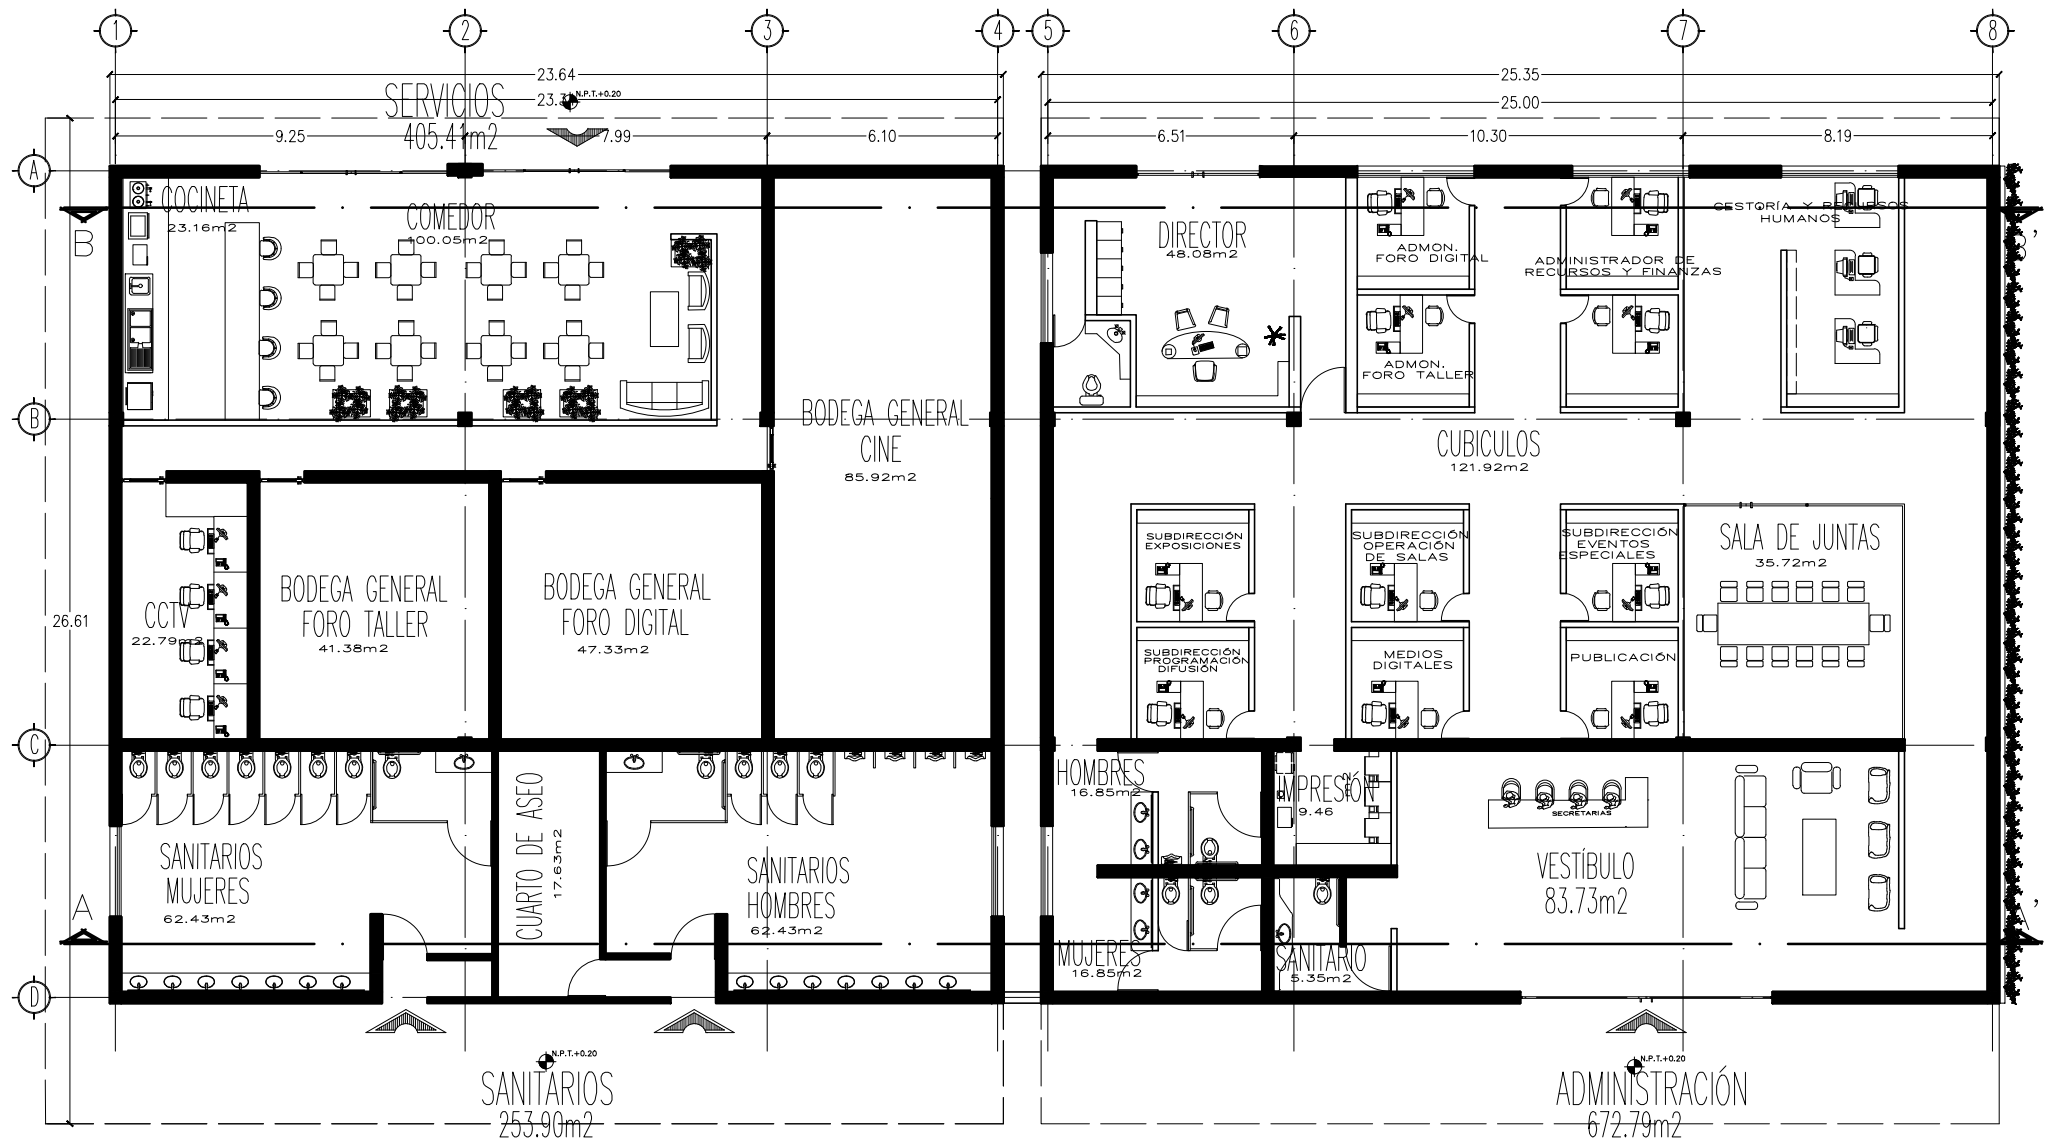 1 2 3 4 5 6 7 8
23.64 25.35
SERVICIOS
N.P.T.+0.20
25.00
405.41m2
9.25 7.99 6.10 6.51 10.30 8.19
A
B
COCINETA
23.16m2
COMEDOR
100.05m2
DIRECTOR
48.08m2
ADMON.
FORO DIGITAL
ADMINISTRADOR DE
RECURSOS Y FINANZAS
GESTORÍA Y RECURSOS
HUMANOS
ADMON.
FORO TALLER
B
BODEGA GENERAL
CINE
85.92m2
CUBICULOS
121.92m2
26.61
CCTV
22.79m2
BODEGA GENERAL
FORO TALLER
41.38m2
BODEGA GENERAL
FORO DIGITAL
47.33m2
SUBDIRECCIÓN
EXPOSICIONES
SUBDIRECCIÓN
OPERACIÓN
DE SALAS
SUBDIRECCIÓN
EVENTOS
ESPECIALES
SALA DE JUNTAS
35.72m2
SUBDIRECCIÓN
PROGRAMACIÓN
DIFUSIÓN
MEDIOS
DIGITALES
PUBLICACIÓN
C
SANITARIOS
MUJERES
62.43m2
CUARTO DE ASEO
17.63m2
SANITARIOS
HOMBRES
62.43m2
HOMBRES
16.85m2
IMPRESIÓN
9.46
SECRETARIAS
VESTÍBULO
83.73m2
A
A'
MUJERES
16.85m2
SANITARIO
5.35m2
D
N.P.T.+0.20
SANITARIOS
253.90m2
N.P.T.+0.20
ADMINISTRACIÓN
672.79m2